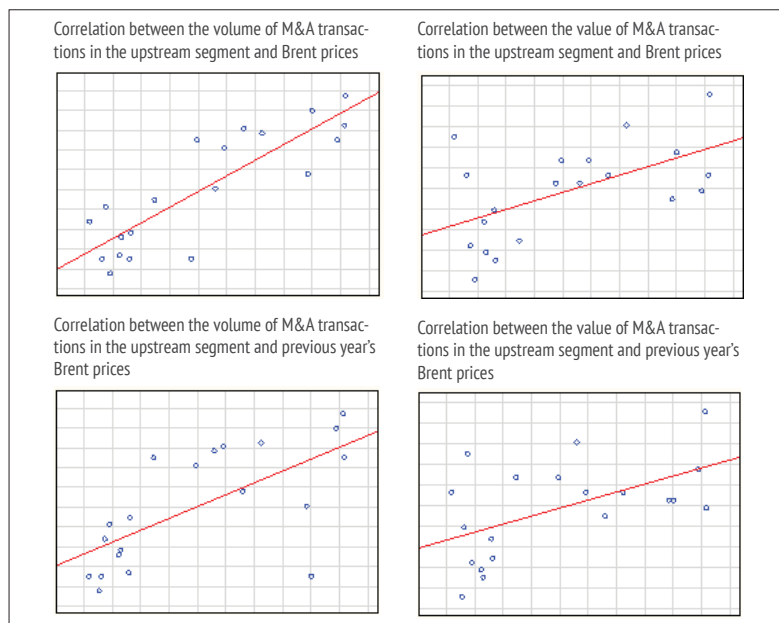 Correlation between the volume of M&A transac-
tions in the upstream segment and Brent prices
Correlation between the value of M&A transac-
tions in the upstream segment and Brent prices
Correlation between the volume of M&A transac-
tions in the upstream segment and previous year's
Brent prices
Correlation between the value of M&A transac-
tions in the upstream segment and previous year's
Brent prices